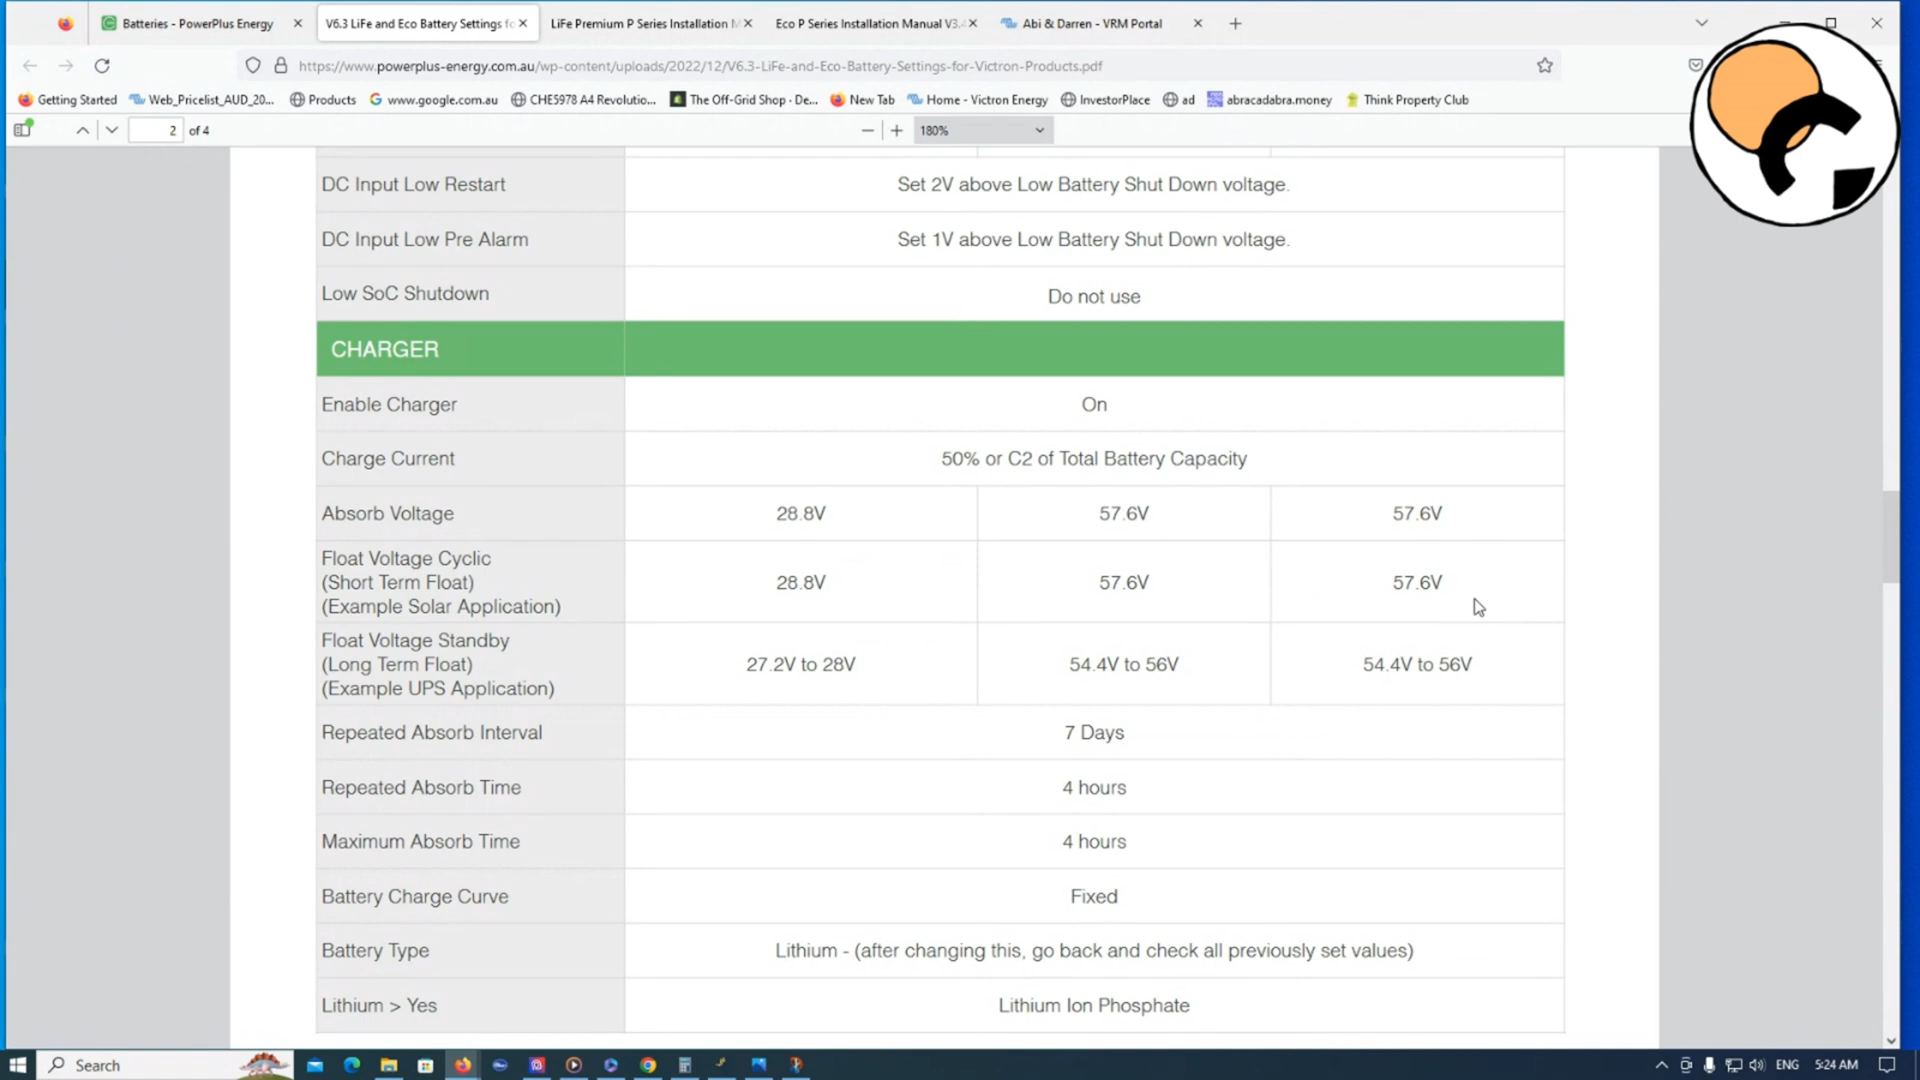 Batteries - PowerPlus Energy
V6.3 LiFe and Eco Battery Settings fo
LiFe Premium P Series Installation M
Eco P Series Installation Manual V3.
Abi & Darren - VRM Portal
https://www.powerplus-energy.com.au/wp-content/uploads/2022/12/V6.3-LiFe-and-Eco-Battery-Settings-for-Victron-Products.pdf
Getting Started
Web_Pricelist_AUD_20...
Products
www.google.com.au
CHE5978 A4 Revolutio...
The Off-Grid Shop - De...
New Tab
Home - Victron Energy
InvestorPlace
ad
abracadabra.money
Think Property Club
2 of 4
180%
DC Input Low Restart
Set 2V above Low Battery Shut Down voltage.
DC Input Low Pre Alarm
Set 1V above Low Battery Shut Down voltage.
Low SoC Shutdown
Do not use
CHARGER
Enable Charger
On
Charge Current
50% or C2 of Total Battery Capacity
Absorb Voltage
28.8V
57.6V
57.6V
Float Voltage Cyclic
(Short Term Float)
(Example Solar Application)
28.8V
57.6V
57.6V
Float Voltage Standby
(Long Term Float)
(Example UPS Application)
27.2V to 28V
54.4V to 56V
54.4V to 56V
Repeated Absorb Interval
7 Days
Repeated Absorb Time
4 hours
Maximum Absorb Time
4 hours
Battery Charge Curve
Fixed
Battery Type
Lithium - (after changing this, go back and check all previously set values)
Lithium > Yes
Lithium Ion Phosphate
Search
ENG
5:24 AM